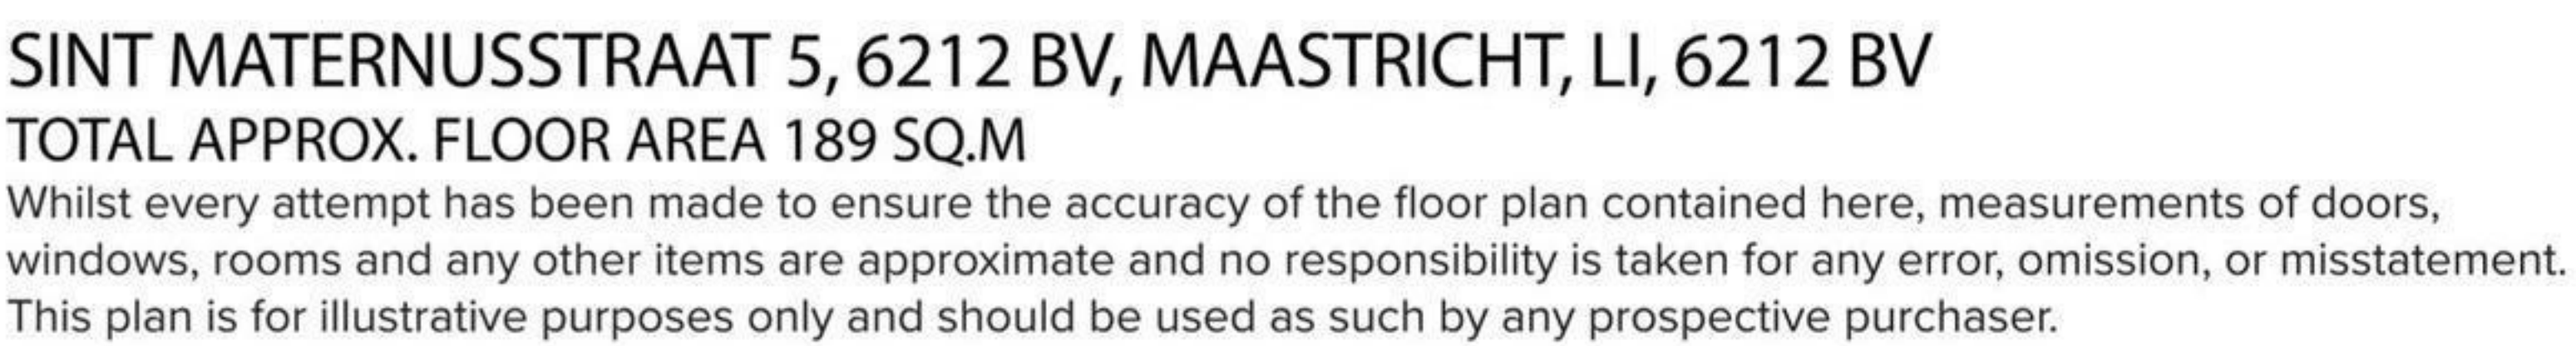 SINT MATERNUSSTRAAT 5, 6212 BV, MAASTRICHT, LI, 6212 BV
TOTAL APPROX. FLOOR AREA 189 SQ.M
Whilst every attempt has been made to ensure the accuracy of the floor plan contained here, measurements of doors,
windows, rooms and any other items are approximate and no responsibility is taken for any error, omission, or misstatement.
This plan is for illustrative purposes only and should be used as such by any prospective purchaser.